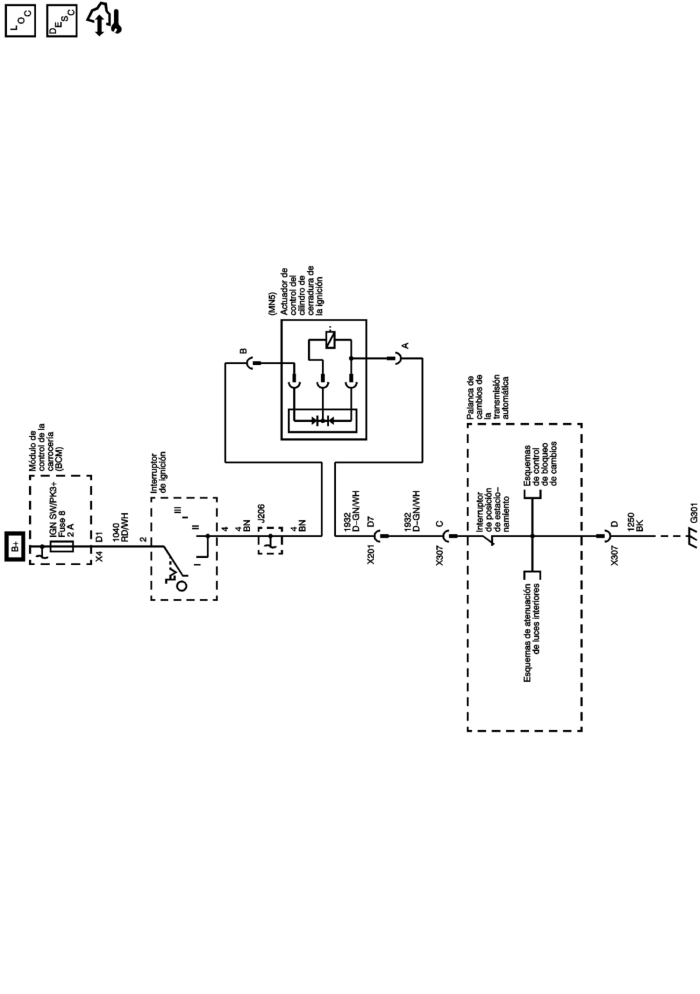 LOC
DESC
B+
Módulo de
control de la
carrocería
(BCM)
IGN SW/PK3+
Fuse 8
2 A
X4
D1
1040
RD/WH
2
Interruptor
de ignición
I
II
I
III
4
4
BN
J206
4
BN
B
(MN5)
Actuador de
control del
cilindro de
cerradura de
la ignición
A
1932
D-GN/WH
X201
D7
1932
D-GN/WH
X307
C
Palanca de
cambios de
la
transmisión
automática
Interruptor
de posición
de estacio-
namiento
Esquemas
de control
de bloqueo
de cambios
Esquemas de atenuación
de luces interiores
X307
D
1250
BK
G301